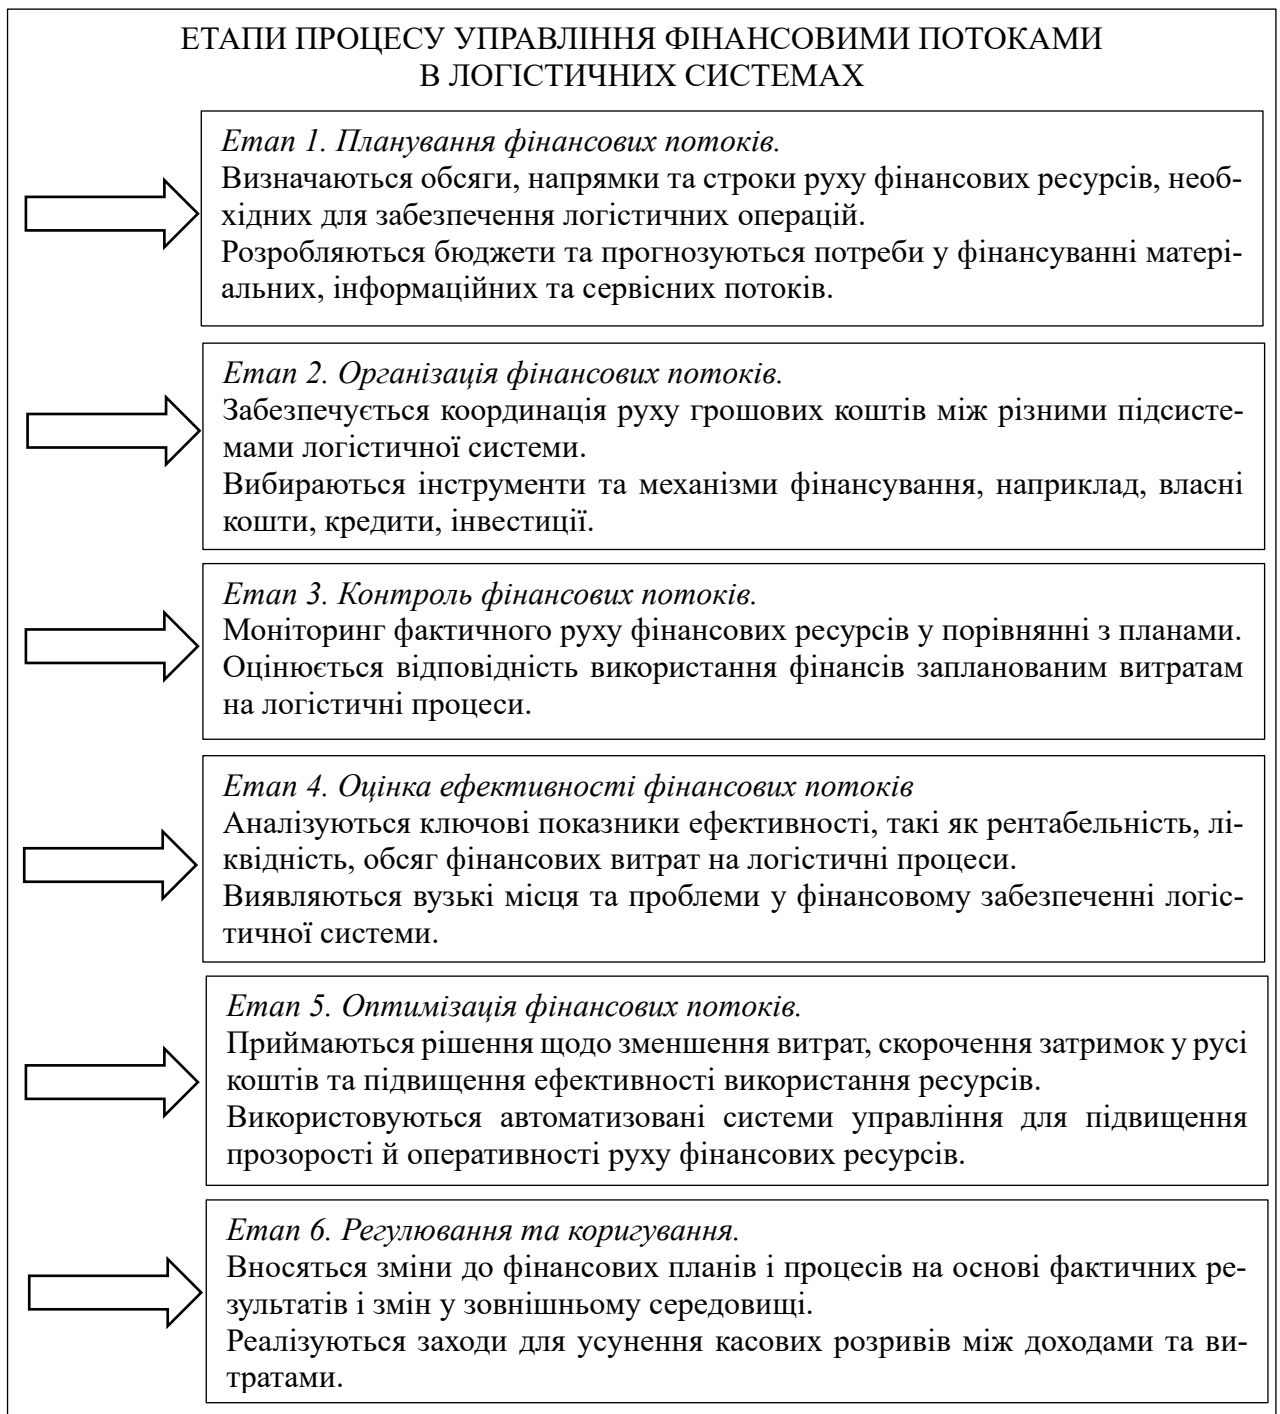 ЕТАПИ ПРОЦЕСУ УПРАВЛІННЯ ФІНАНСОВИМИ ПОТОКАМИ
В ЛОГІСТИЧНИХ СИСТЕМАХ
Етап 1. Планування фінансових потоків.
Визначаються обсяги, напрямки та строки руху фінансових ресурсів, необ-
хідних для забезпечення логістичних операцій.
Розробляються бюджети та прогнозуються потреби у фінансуванні матері-
альних, інформаційних та сервісних потоків.
Етап 2. Організація фінансових потоків.
Забезпечується координація руху грошових коштів між різними підсисте-
мами логістичної системи.
Вибираються інструменти та механізми фінансування, наприклад, власні
кошти, кредити, інвестиції.
Етап 3. Контроль фінансових потоків.
Моніторинг фактичного руху фінансових ресурсів у порівнянні з планами.
Оцінюється відповідність використання фінансів запланованим витратам
на логістичні процеси.
Етап 4. Оцінка ефективності фінансових потоків
Аналізуються ключові показники ефективності, такі як рентабельність, лі-
квідність, обсяг фінансових витрат на логістичні процеси.
Виявляються вузькі місця та проблеми у фінансовому забезпеченні логіс-
тичної системи.
Етап 5. Оптимізація фінансових потоків.
Приймаються рішення щодо зменшення витрат, скорочення затримок у русі
коштів та підвищення ефективності використання ресурсів.
Використовуються автоматизовані системи управління для підвищення
прозорості й оперативності руху фінансових ресурсів.
Етап 6. Регулювання та коригування.
Вносяться зміни до фінансових планів і процесів на основі фактичних ре-
зультатів і змін у зовнішньому середовищі.
Реалізуються заходи для усунення касових розривів між доходами та ви-
тратами.